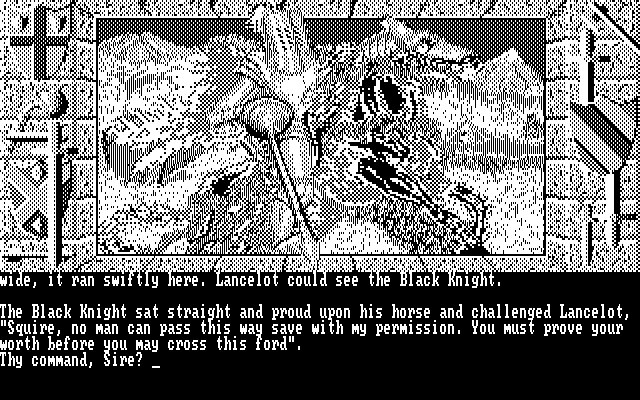 wide, it ran swiftly here. Lancelot could see the Black Knight.
The Black Knight sat straight and proud upon his horse and challenged Lancelot,
"Squire, no man can pass this way save with my permission. You must prove your
worth before you may cross this ford".
Thy command, Sire? _